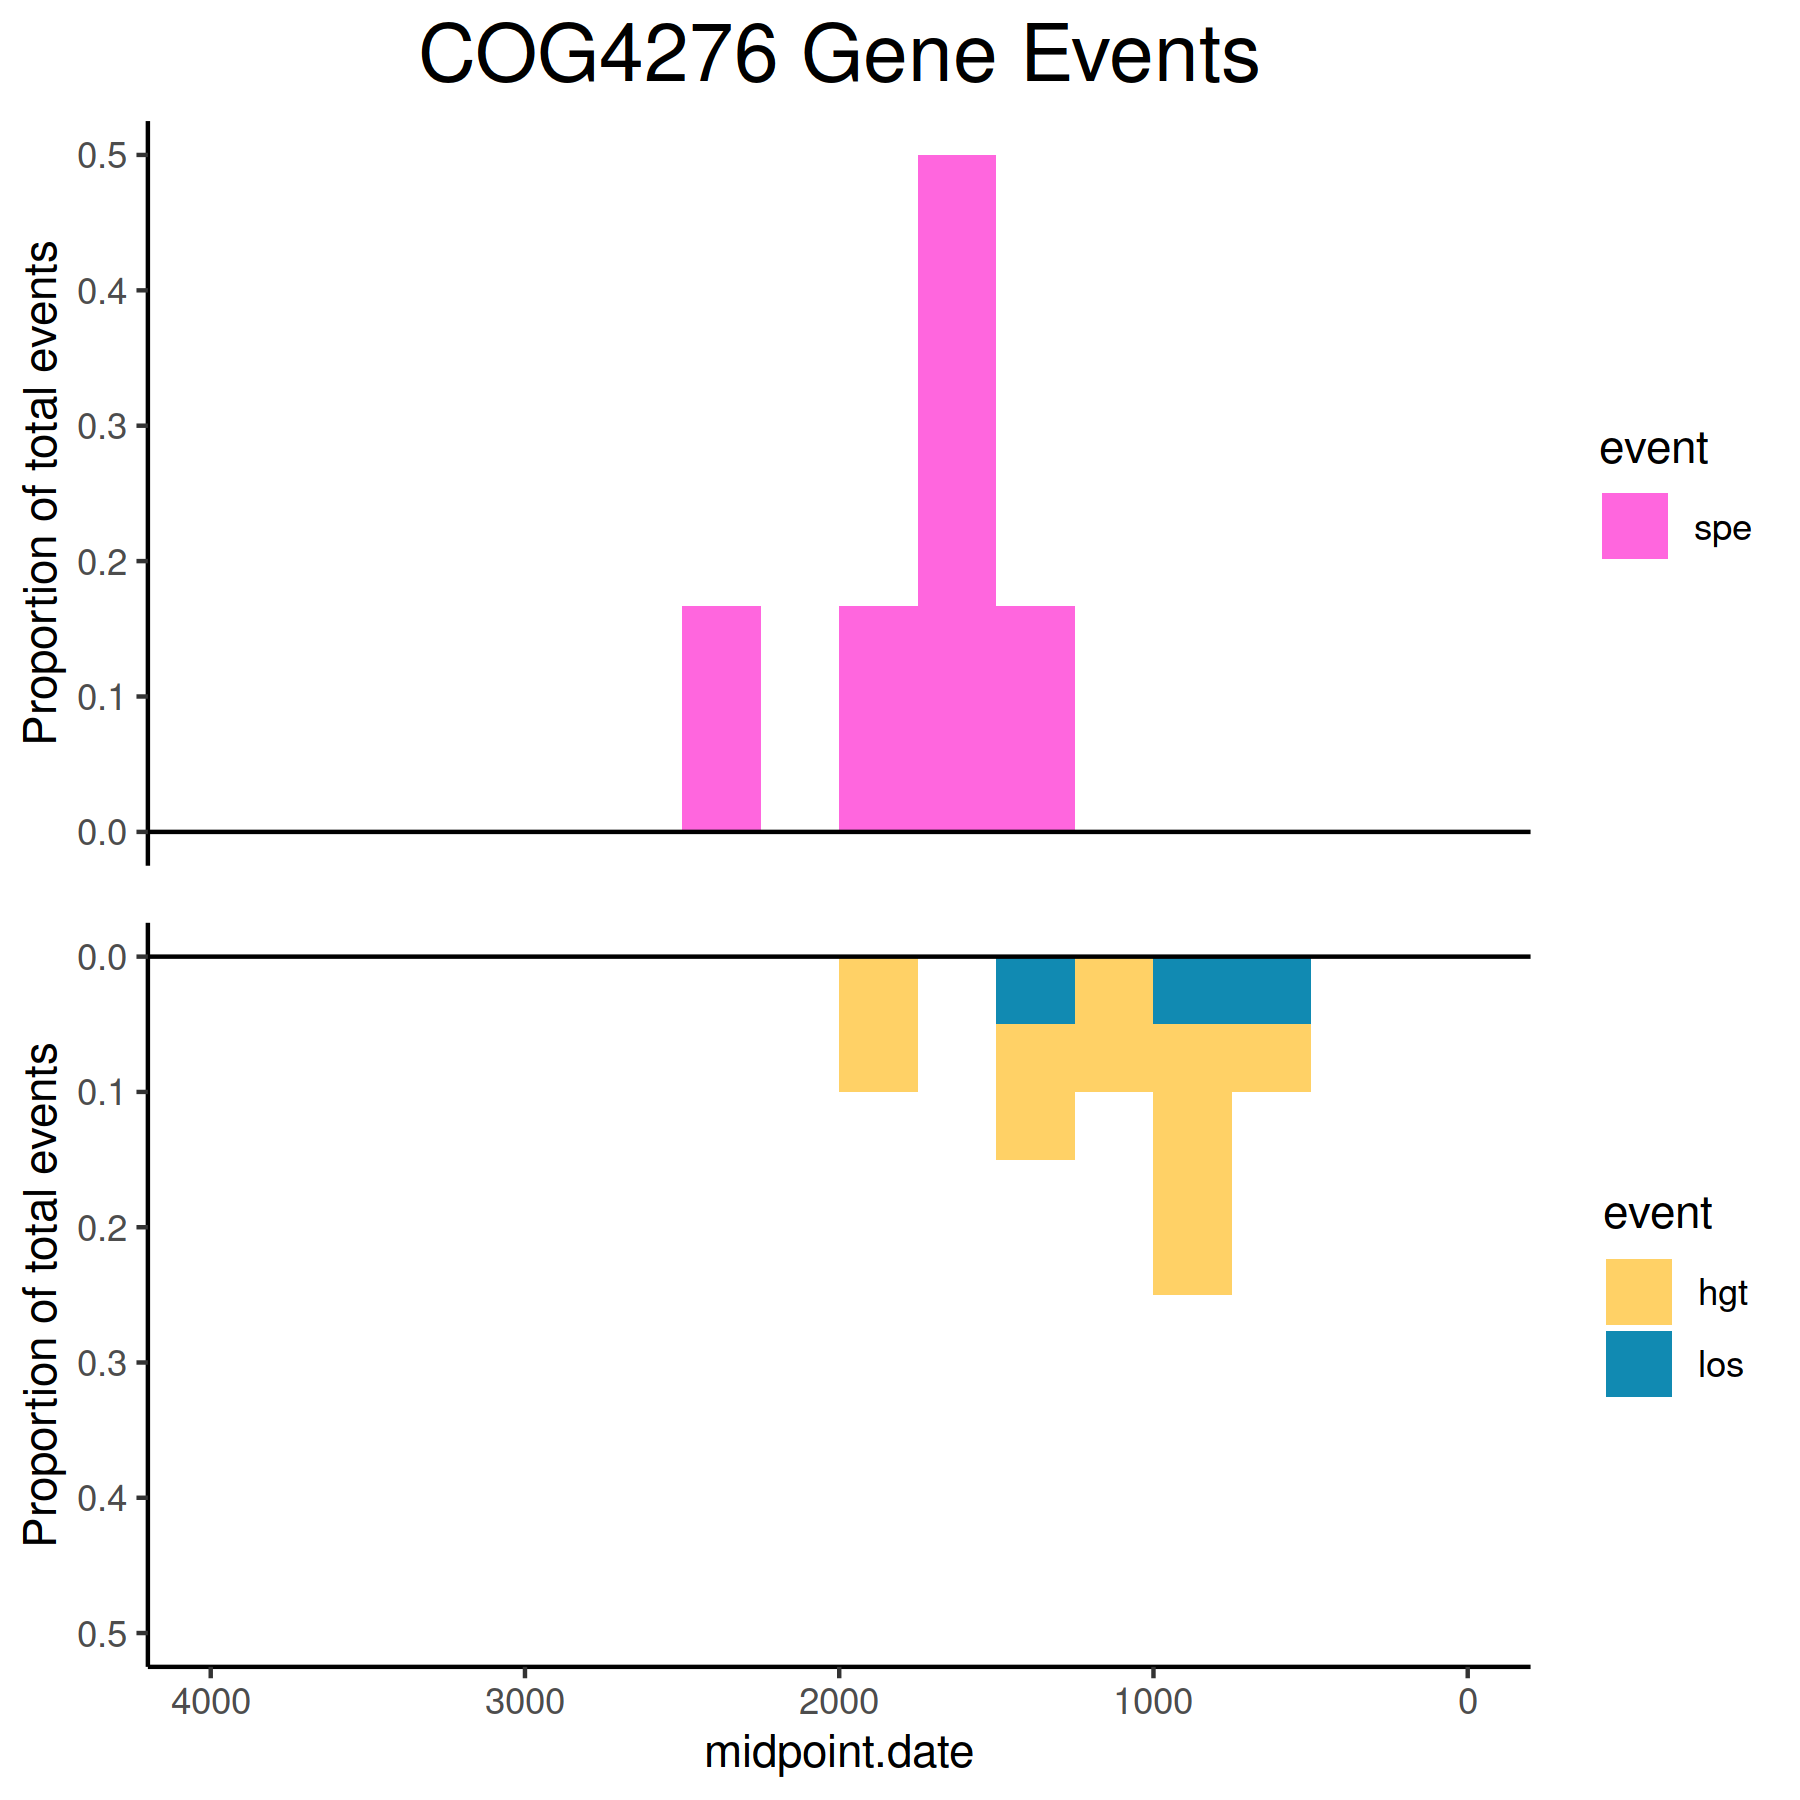 COG4276 Gene Events
Proportion of total events
0.5
0.4
0.3
0.2
0.1
0.0
event
spe
Proportion of total events
0.0
0.1
0.2
0.3
0.4
0.5
event
hgt
los
4000 3000 2000 1000 0
midpoint.date